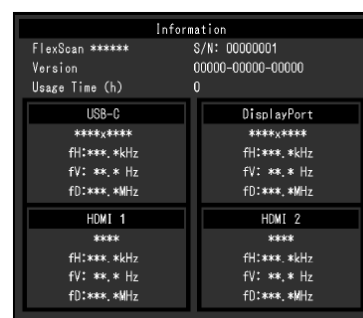 Information
FlexScan ****** S/N: 00000001
Version 00000-00000-00000
Usage Time (h) 0
USB-C DisplayPort
****x**** ****x****
fH:***.*kHz fH:***.*kHz
fV: **.* Hz fV: **.* Hz
fD:***.*MHz fD:***.*MHz
HDMI 1 HDMI 2
**** ****
fH:***.*kHz fH:***.*kHz
fV: **.* Hz fV: **.* Hz
fD:***.*MHz fD:***.*MHz